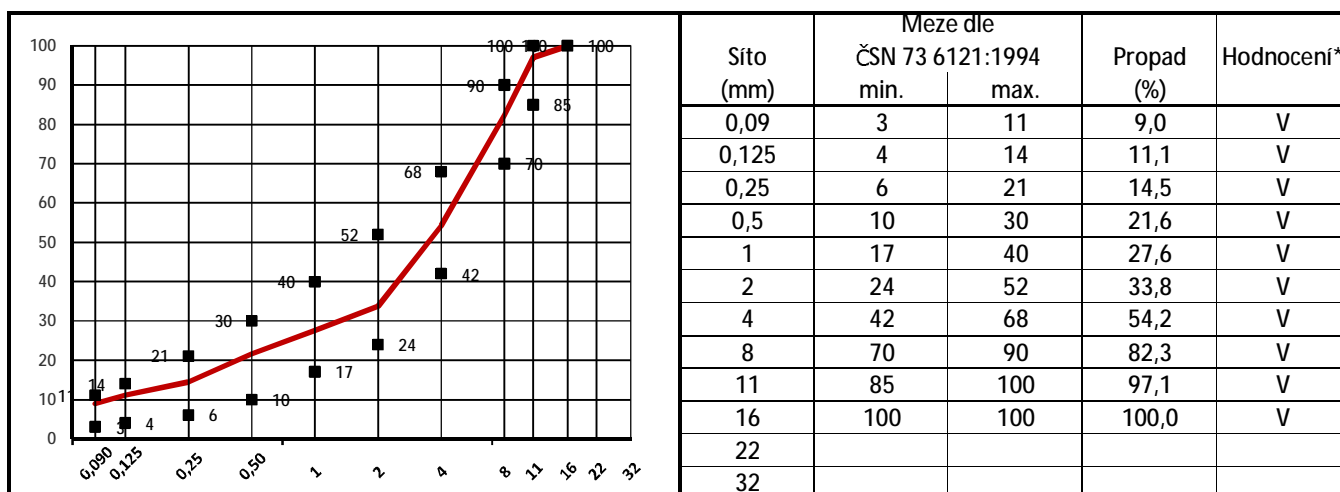 100
90
80
70
60
50
40
30
20
10
0
11
14
21
30
40
52
68
90
100
100
100
3
4
6
10
17
24
42
70
85
0,090 0,125 0,25 0,50 1 2 4 8 11 16 22 32
Síto (mm) Meze dle ČSN 73 6121:1994 min. max. Propad (%) Hodnocení*
0,09 3 11 9,0 V
0,125 4 14 11,1 V
0,25 6 21 14,5 V
0,5 10 30 21,6 V
1 17 40 27,6 V
2 24 52 33,8 V
4 42 68 54,2 V
8 70 90 82,3 V
11 85 100 97,1 V
16 100 100 100,0 V
22
32